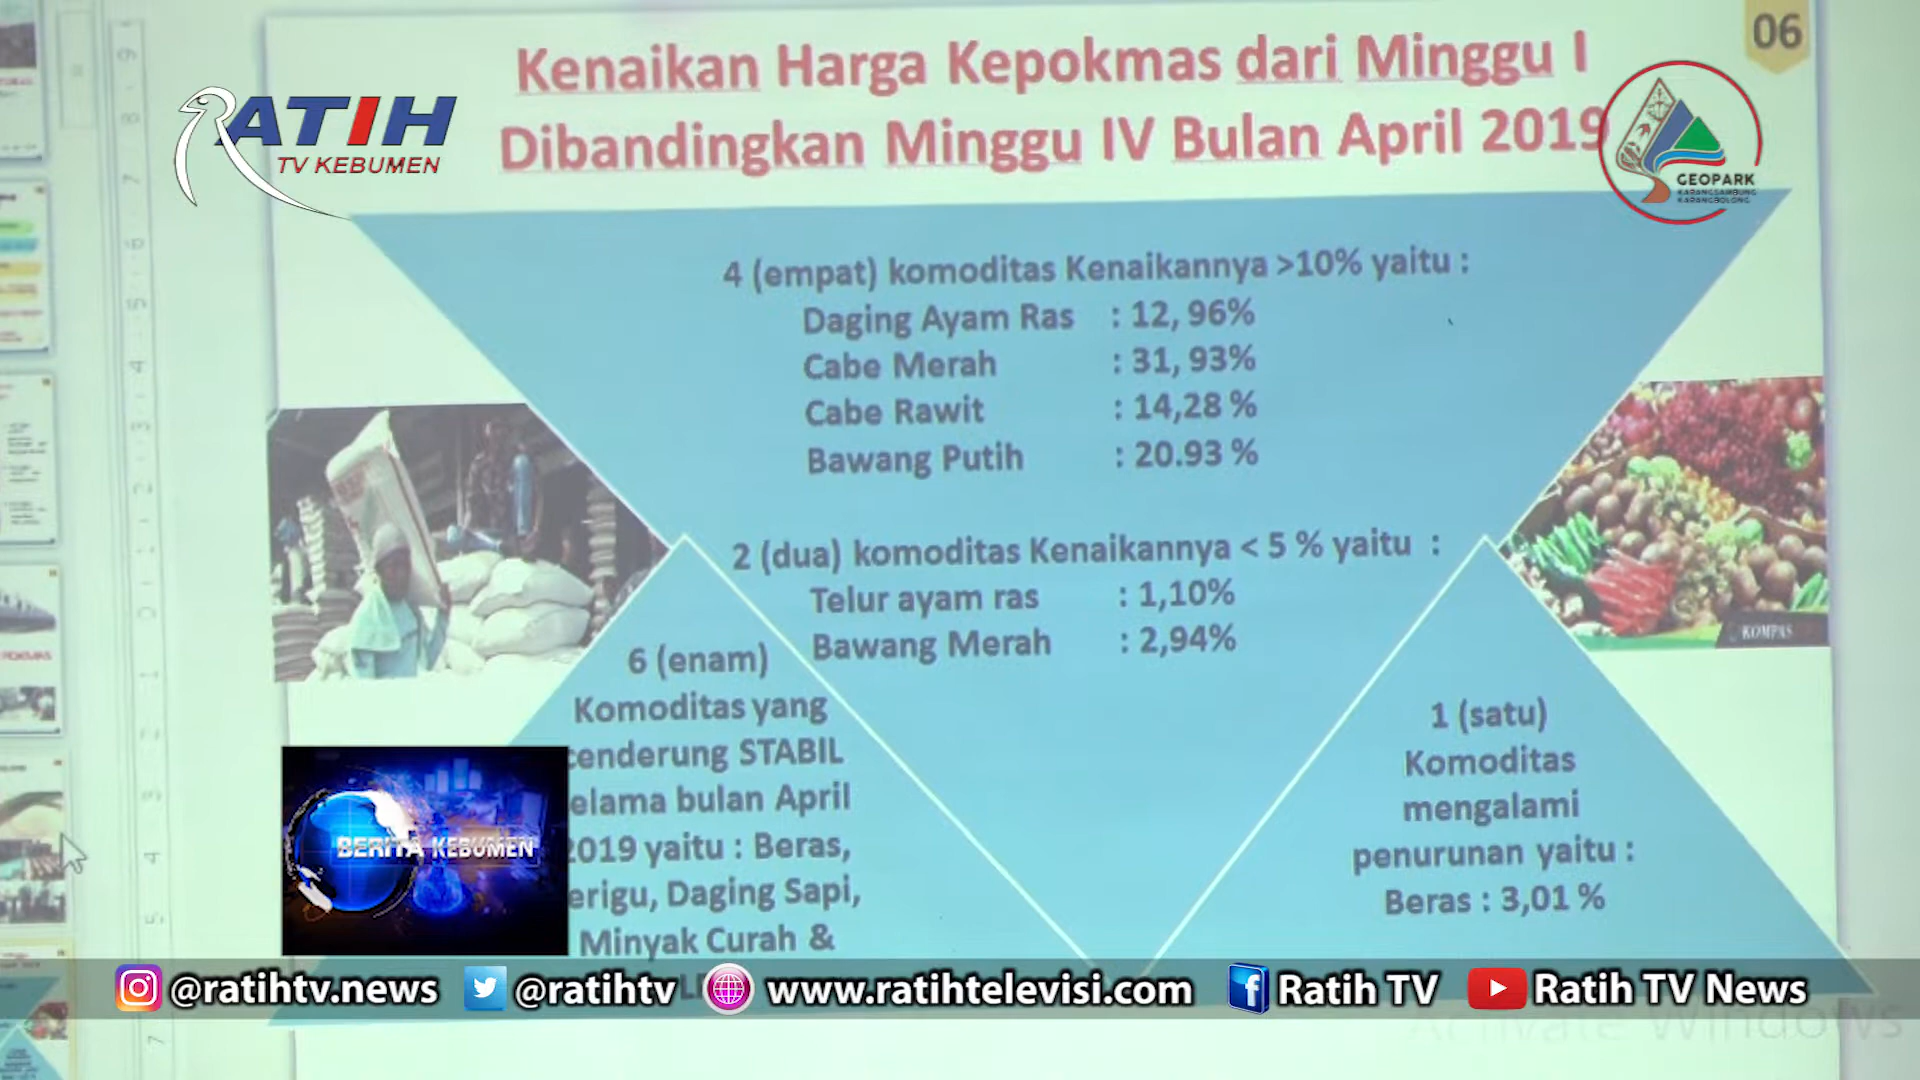 06
Kenaikan Harga Kepokmas dari Minggu I
Dibandingkan Minggu IV Bulan April 2019
RATIH
TV KEBUMEN
GEOPARK
KARANGSAMBUNG
KARANGBOLONG
4 (empat) komoditas Kenaikannya >10% yaitu :
Daging Ayam Ras : 12, 96%
Cabe Merah : 31, 93%
Cabe Rawit : 14,28 %
Bawang Putih : 20.93 %
2 (dua) komoditas Kenaikannya < 5 % yaitu :
Telur ayam ras : 1,10%
Bawang Merah : 2,94%
KOMPAS
6 (enam)
Komoditas yang
cenderung STABIL
elama bulan April
2019 yaitu : Beras,
erigu, Daging Sapi,
Minyak Curah &
1 (satu)
Komoditas
mengalami
penurunan yaitu :
Beras : 3,01 %
BERITA KEBUMEN
@ratihtv.news @ratihtv www.ratihtelevisi.com Ratih TV Ratih TV News
Activate Windows